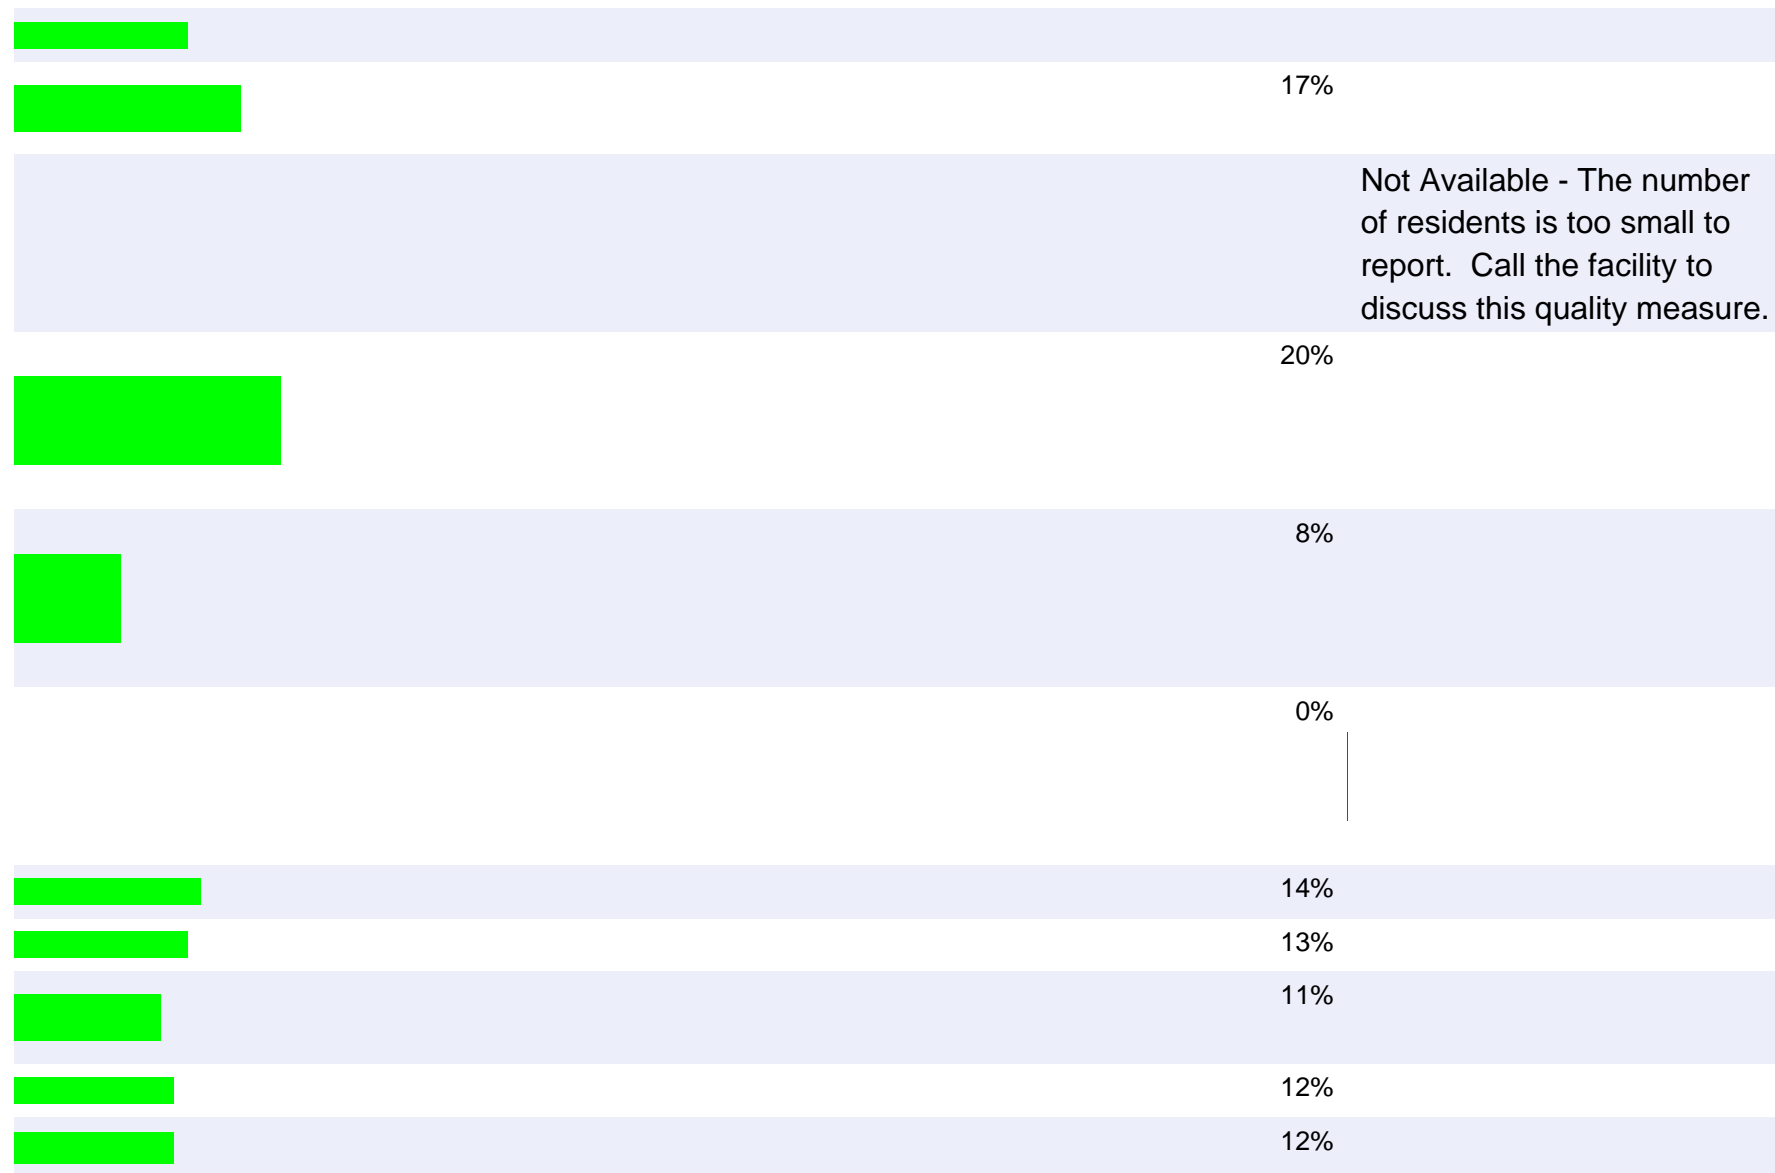 17%
Not Available - The number
of residents is too small to
report.  Call the facility to
discuss this quality measure.
20%
8%
0%
14%
13%
11%
12%
12%